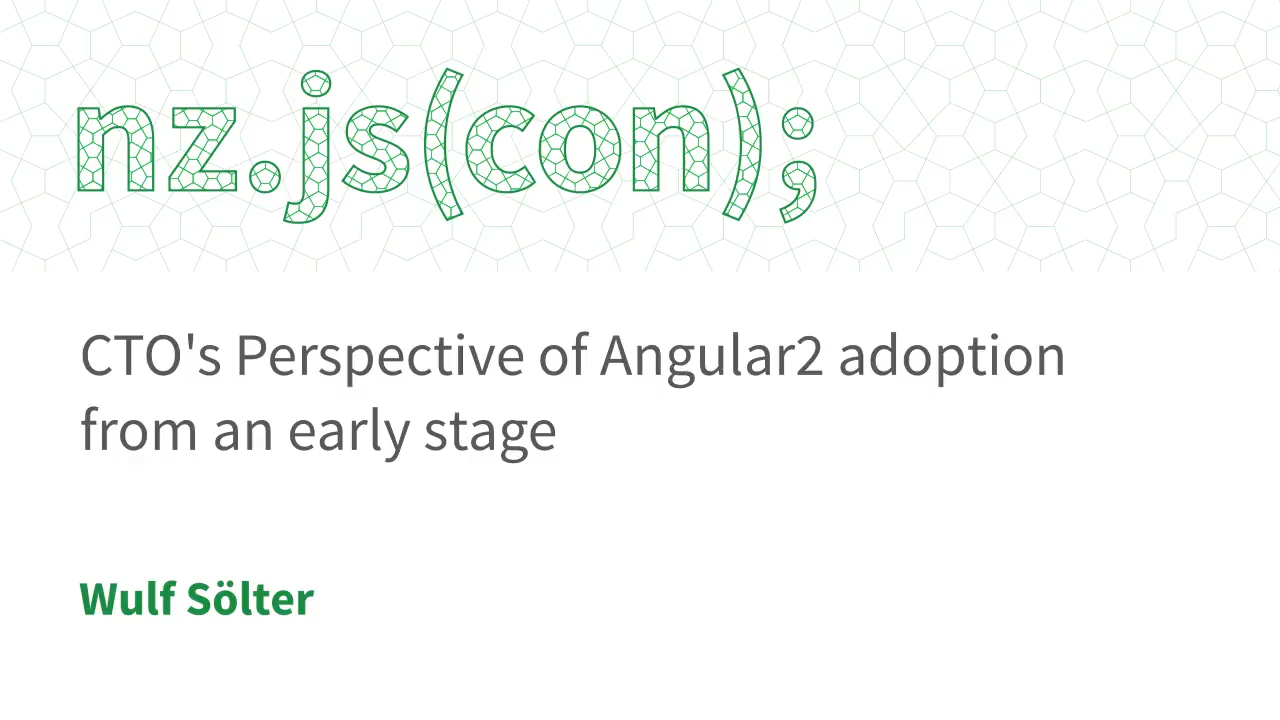 nz.js(con);
CTO's Perspective of Angular2 adoption
from an early stage
Wulf Sölter